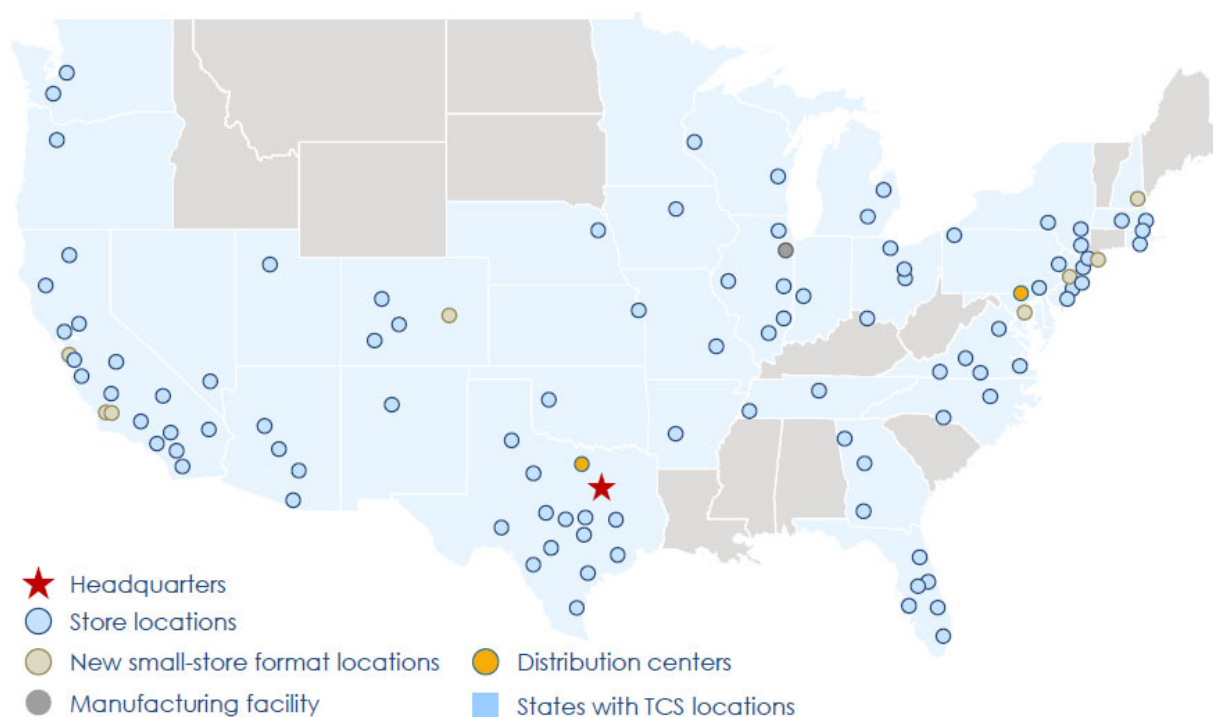 Headquarters
Store locations
New small-store format locations
Distribution centers
Manufacturing facility
States with TCS locations